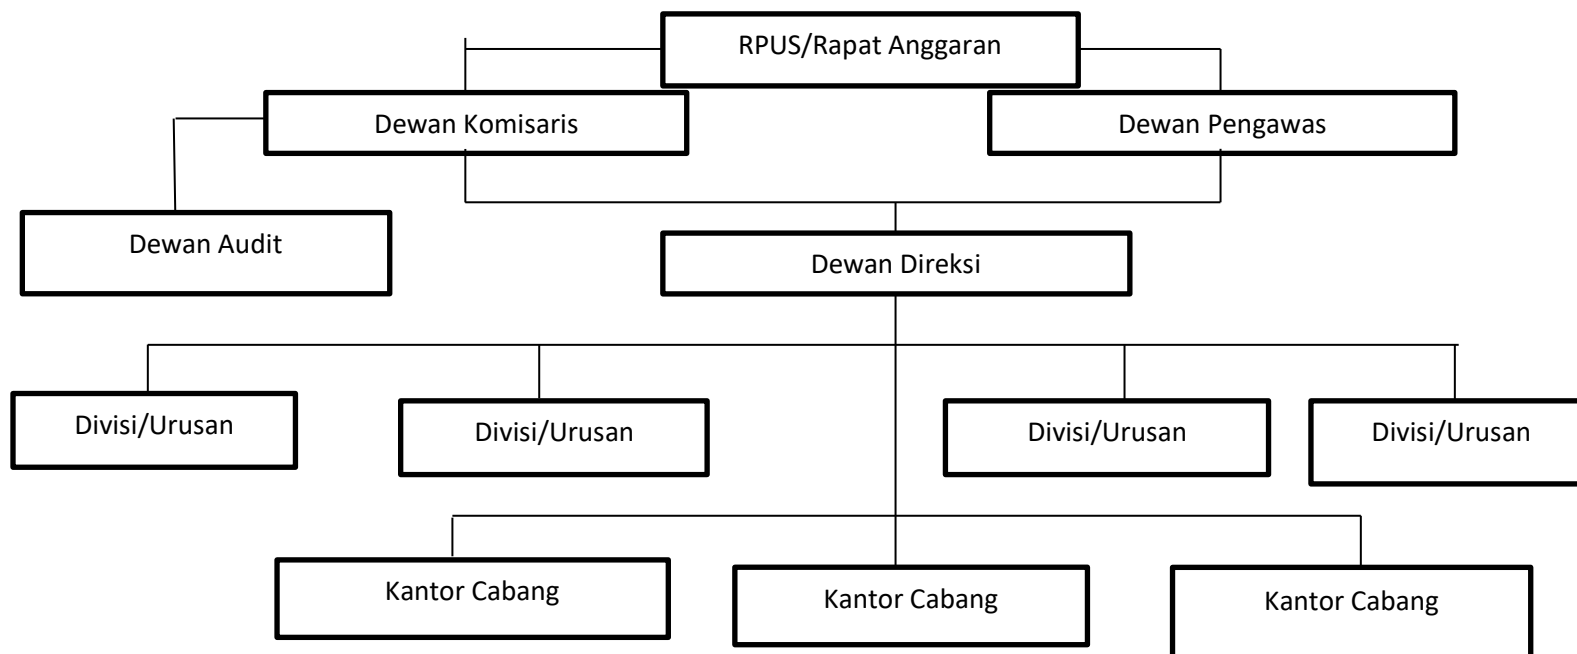 RPUS/Rapat Anggaran
Dewan Komisaris
Dewan Pengawas
Dewan Audit
Dewan Direksi
Divisi/Urusan
Divisi/Urusan
Divisi/Urusan
Divisi/Urusan
Kantor Cabang
Kantor Cabang
Kantor Cabang